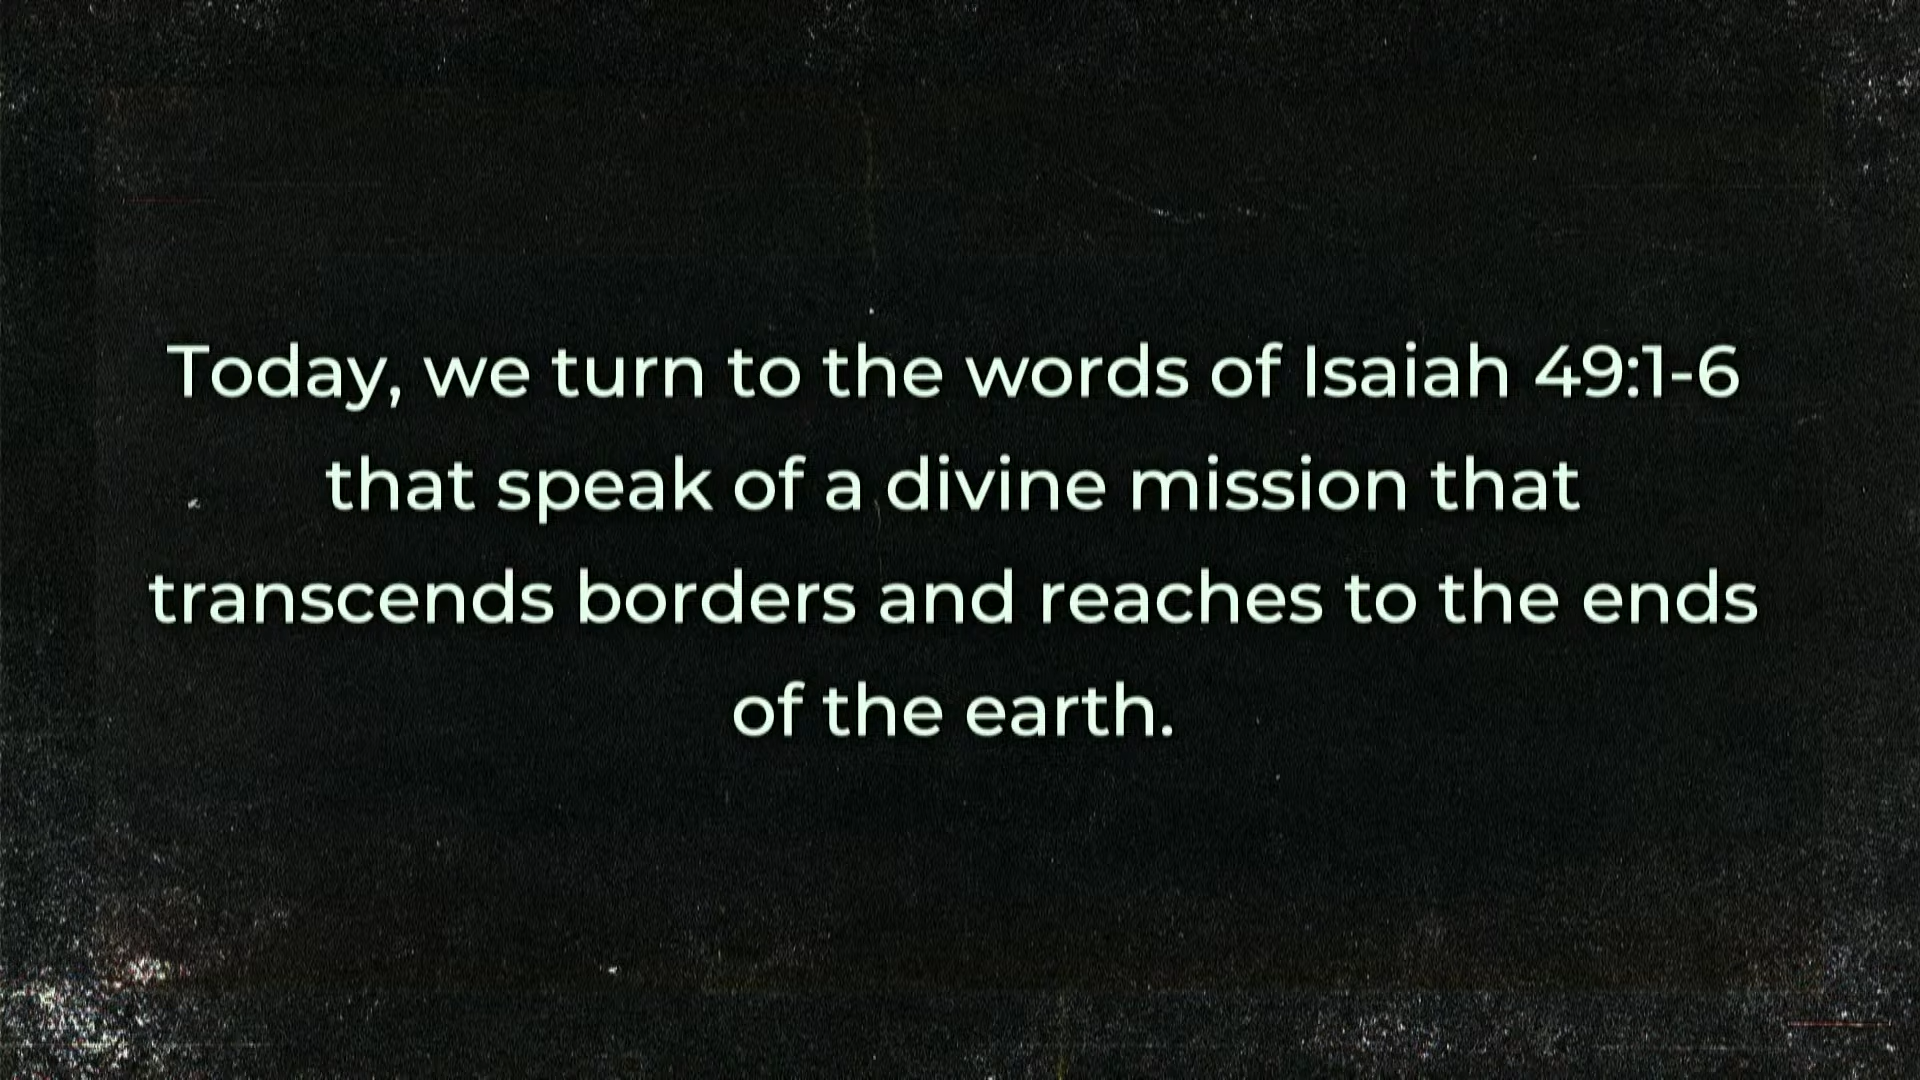 Today, we turn to the words of Isaiah 49:1-6
that speak of a divine mission that
transcends borders and reaches to the ends
of the earth.